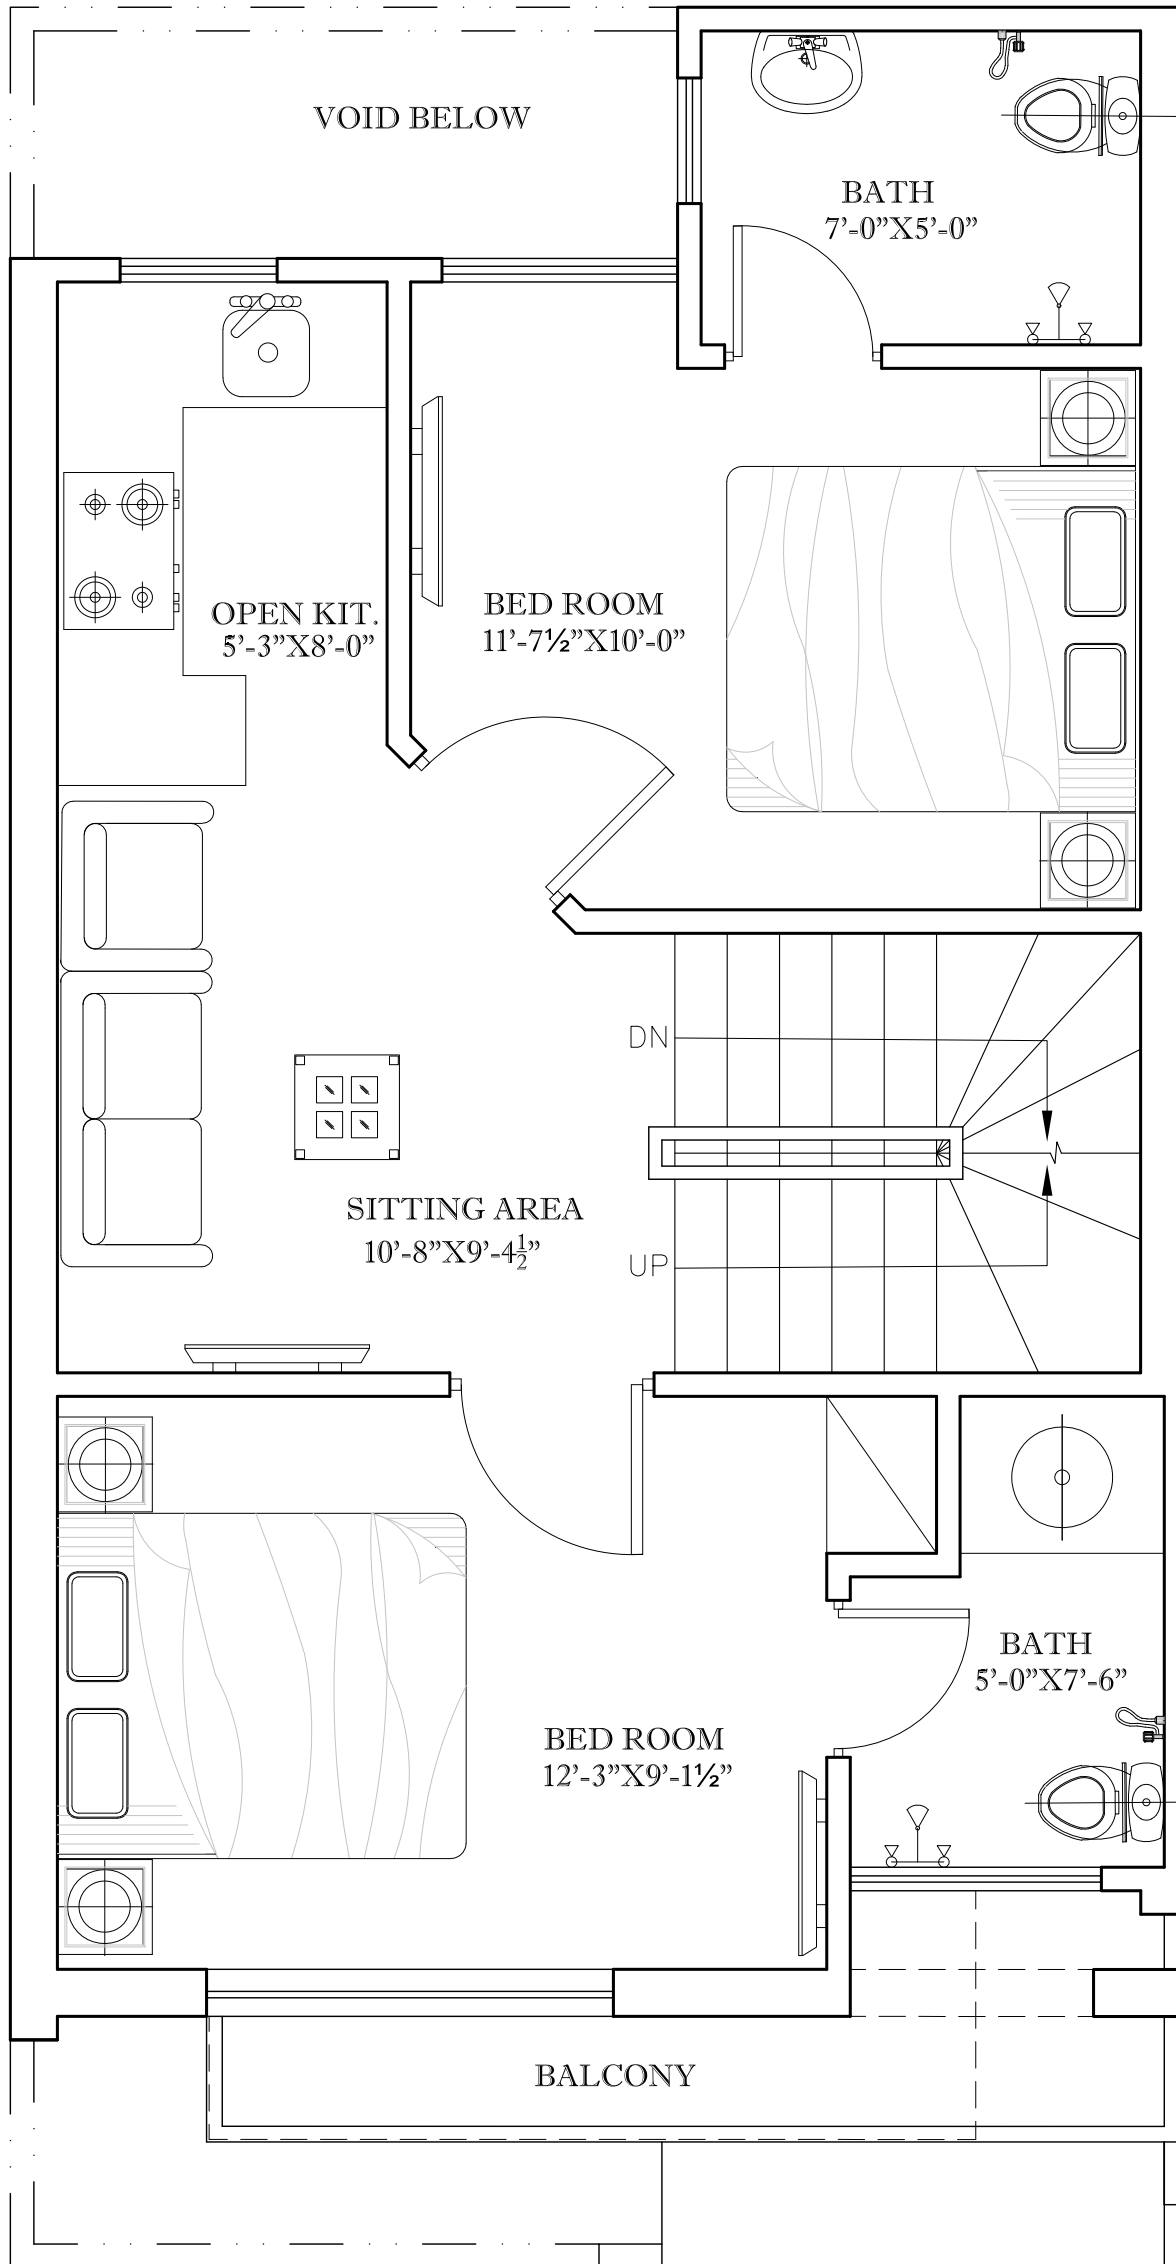 VOID BELOW
BATH
7’-0”X5’-0”
OPEN KIT.
5’-3”X8’-0”
BED ROOM
11’-7½”X10’-0”
DN
SITTING AREA
10’-8”X9’-4½”
UP
BATH
5’-0”X7’-6”
BED ROOM
12’-3”X9’-1½”
BALCONY